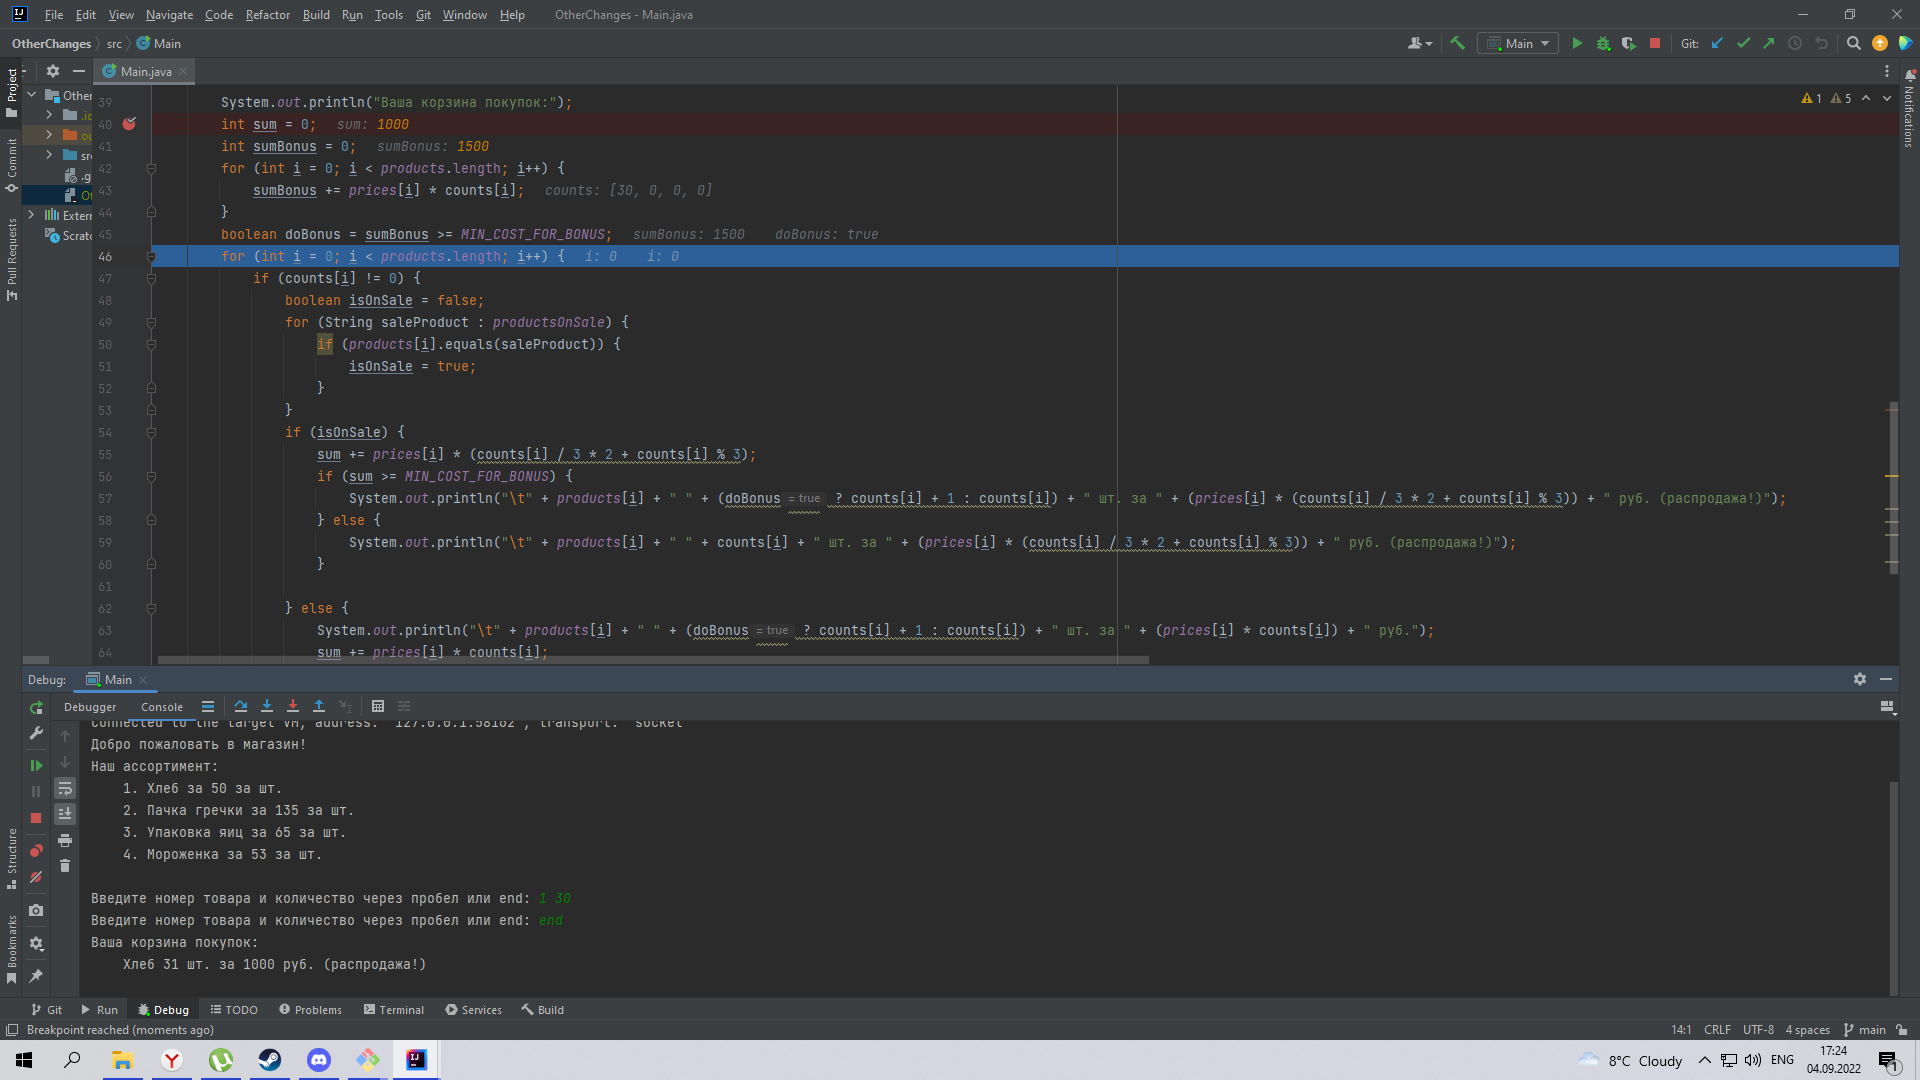 File Edit View Navigate Code Refactor Build Run Tools Git Window Help OtherChanges - Main.java
OtherChanges src Main
Main Git:
Project
Main.java
Other
src
.g
Extern
Scratc
Commit
Pull Requests
Notifications
1 5
39 System.out.println("Ваша корзина покупок:");
40 int sum = 0; sum: 1000
41 int sumBonus = 0; sumBonus: 1500
42 for (int i = 0; i < products.length; i++) {
43 sumBonus += prices[i] * counts[i]; counts: [30, 0, 0, 0]
44 }
45 boolean doBonus = sumBonus >= MIN_COST_FOR_BONUS; sumBonus: 1500 doBonus: true
46 for (int i = 0; i < products.length; i++) { i: 0 i: 0
47 if (counts[i] != 0) {
48 boolean isOnSale = false;
49 for (String saleProduct : productsOnSale) {
50 if (products[i].equals(saleProduct)) {
51 isOnSale = true;
52 }
53 }
54 if (isOnSale) {
55 sum += prices[i] * (counts[i] / 3 * 2 + counts[i] % 3);
56 if (sum >= MIN_COST_FOR_BONUS) {
57 System.out.println("\t" + products[i] + " " + (doBonus = true ? counts[i] + 1 : counts[i]) + " шт. за " + (prices[i] * (counts[i] / 3 * 2 + counts[i] % 3)) + " руб. (распродажа!)");
58 } else {
59 System.out.println("\t" + products[i] + " " + counts[i] + " шт. за " + (prices[i] * (counts[i] / 3 * 2 + counts[i] % 3)) + " руб. (распродажа!)");
60 }
61
62 } else {
63 System.out.println("\t" + products[i] + " " + (doBonus = true ? counts[i] + 1 : counts[i]) + " шт. за " + (prices[i] * counts[i]) + " руб.");
64 sum += prices[i] * counts[i];
Debug: Main
Debugger Console
Connected to the target VM, address: '127.0.0.1:58162', transport: 'socket'
Добро пожаловать в магазин!
Наш ассортимент:
1. Хлеб за 50 за шт.
2. Пачка гречки за 135 за шт.
3. Упаковка яиц за 65 за шт.
4. Мороженка за 53 за шт.
Введите номер товара и количество через пробел или end: 1 30
Введите номер товара и количество через пробел или end: end
Ваша корзина покупок:
Хлеб 31 шт. за 1000 руб. (распродажа!)
Structure
Bookmarks
Git Run Debug TODO Problems Terminal Services Build
Breakpoint reached (moments ago) 14:1 CRLF UTF-8 4 spaces main
8°C Cloudy ENG 17:24
04.09.2022
1